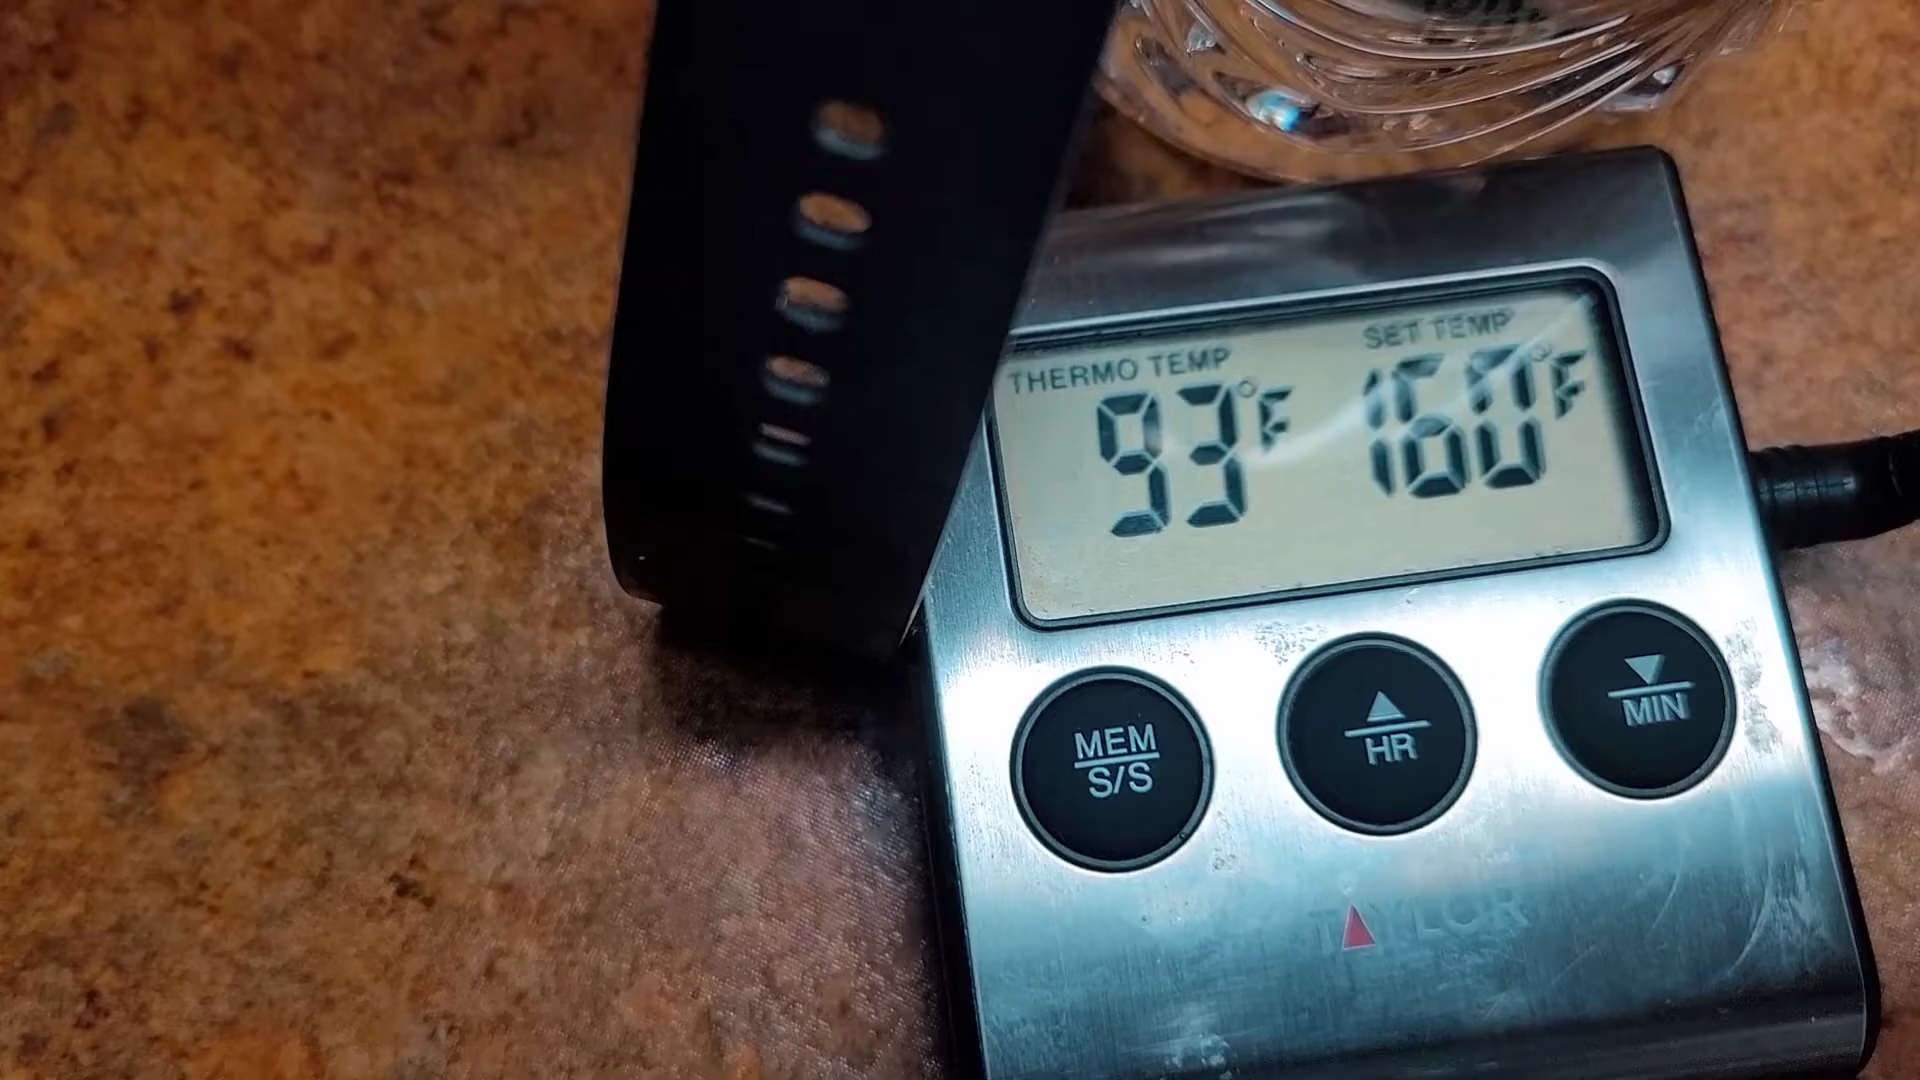 THERMO TEMP SET TEMP
93°F 160°F
MEM
S/S
HR
MIN
TAYLOR